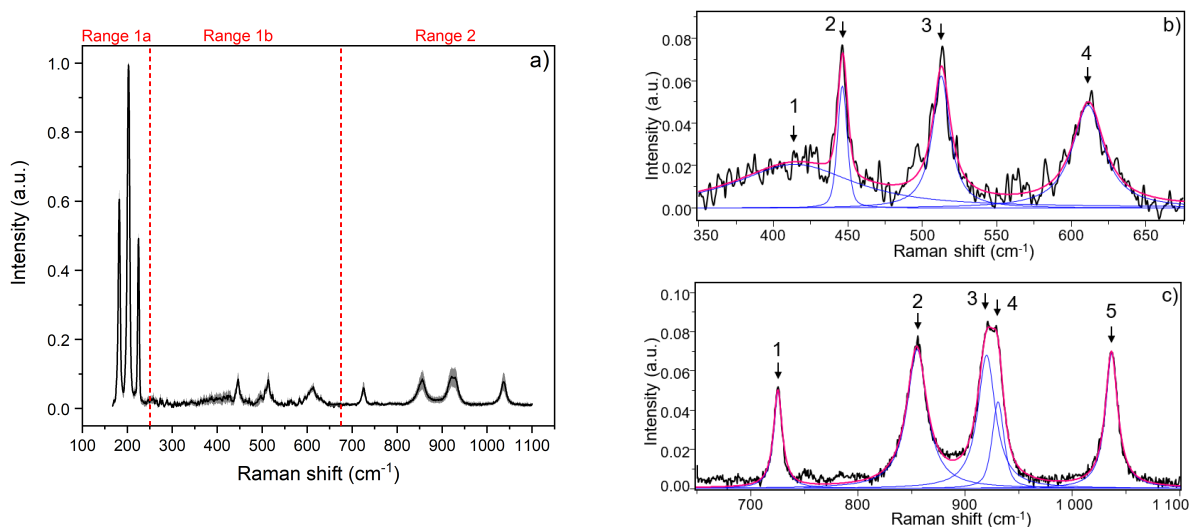 Range 1a Range 1b Range 2
a)
1.0
0.8
0.6
0.4
0.2
0.0
Intensity (a.u.)
100 200 300 400 500 600 700 800 900 1000 1100
Raman shift (cm⁻¹)
b)
0.08
0.06
0.04
0.02
0.00
Intensity (a.u.)
1
2
3
4
350 400 450 500 550 600 650
Raman shift (cm⁻¹)
c)
0.10
0.08
0.06
0.04
0.02
0.00
Intensity (a.u.)
1
2
3
4
5
700 800 900 1 000 1 100
Raman shift (cm⁻¹)